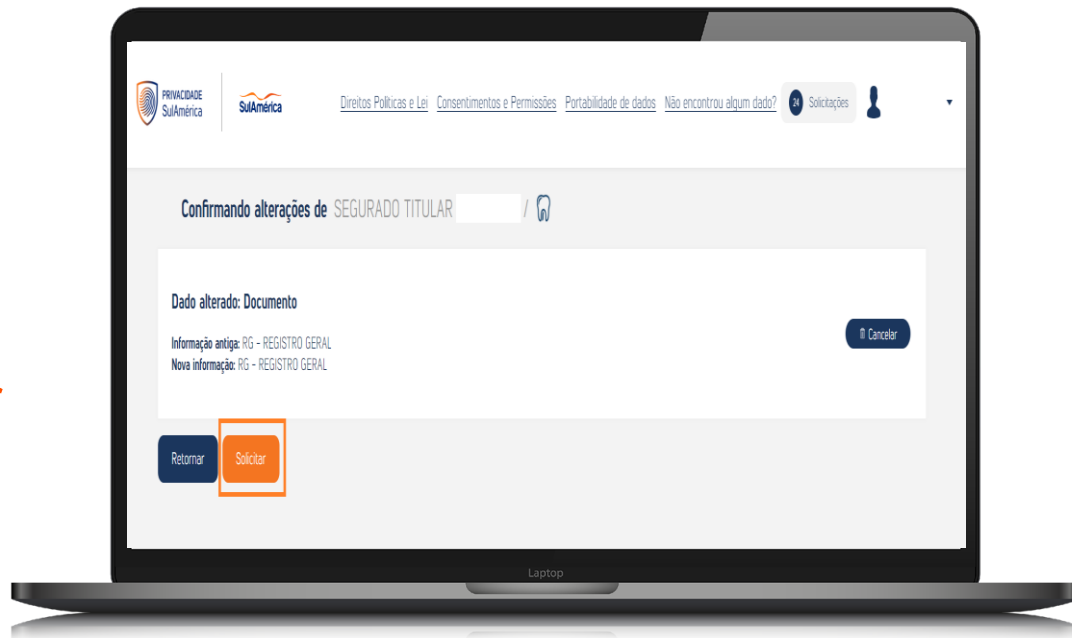 PRIVACIDADE
SulAmérica
SulAmérica
Direitos Políticas e Lei Consentimentos e Permissões Portabilidade de dados Não encontrou algum dado? 24 Solicitações
Confirmando alterações de SEGURADO TITULAR /
Dado alterado: Documento
Informação antiga: RG - REGISTRO GERAL
Nova informação: RG - REGISTRO GERAL
Cancelar
Retornar Solicitar
Laptop